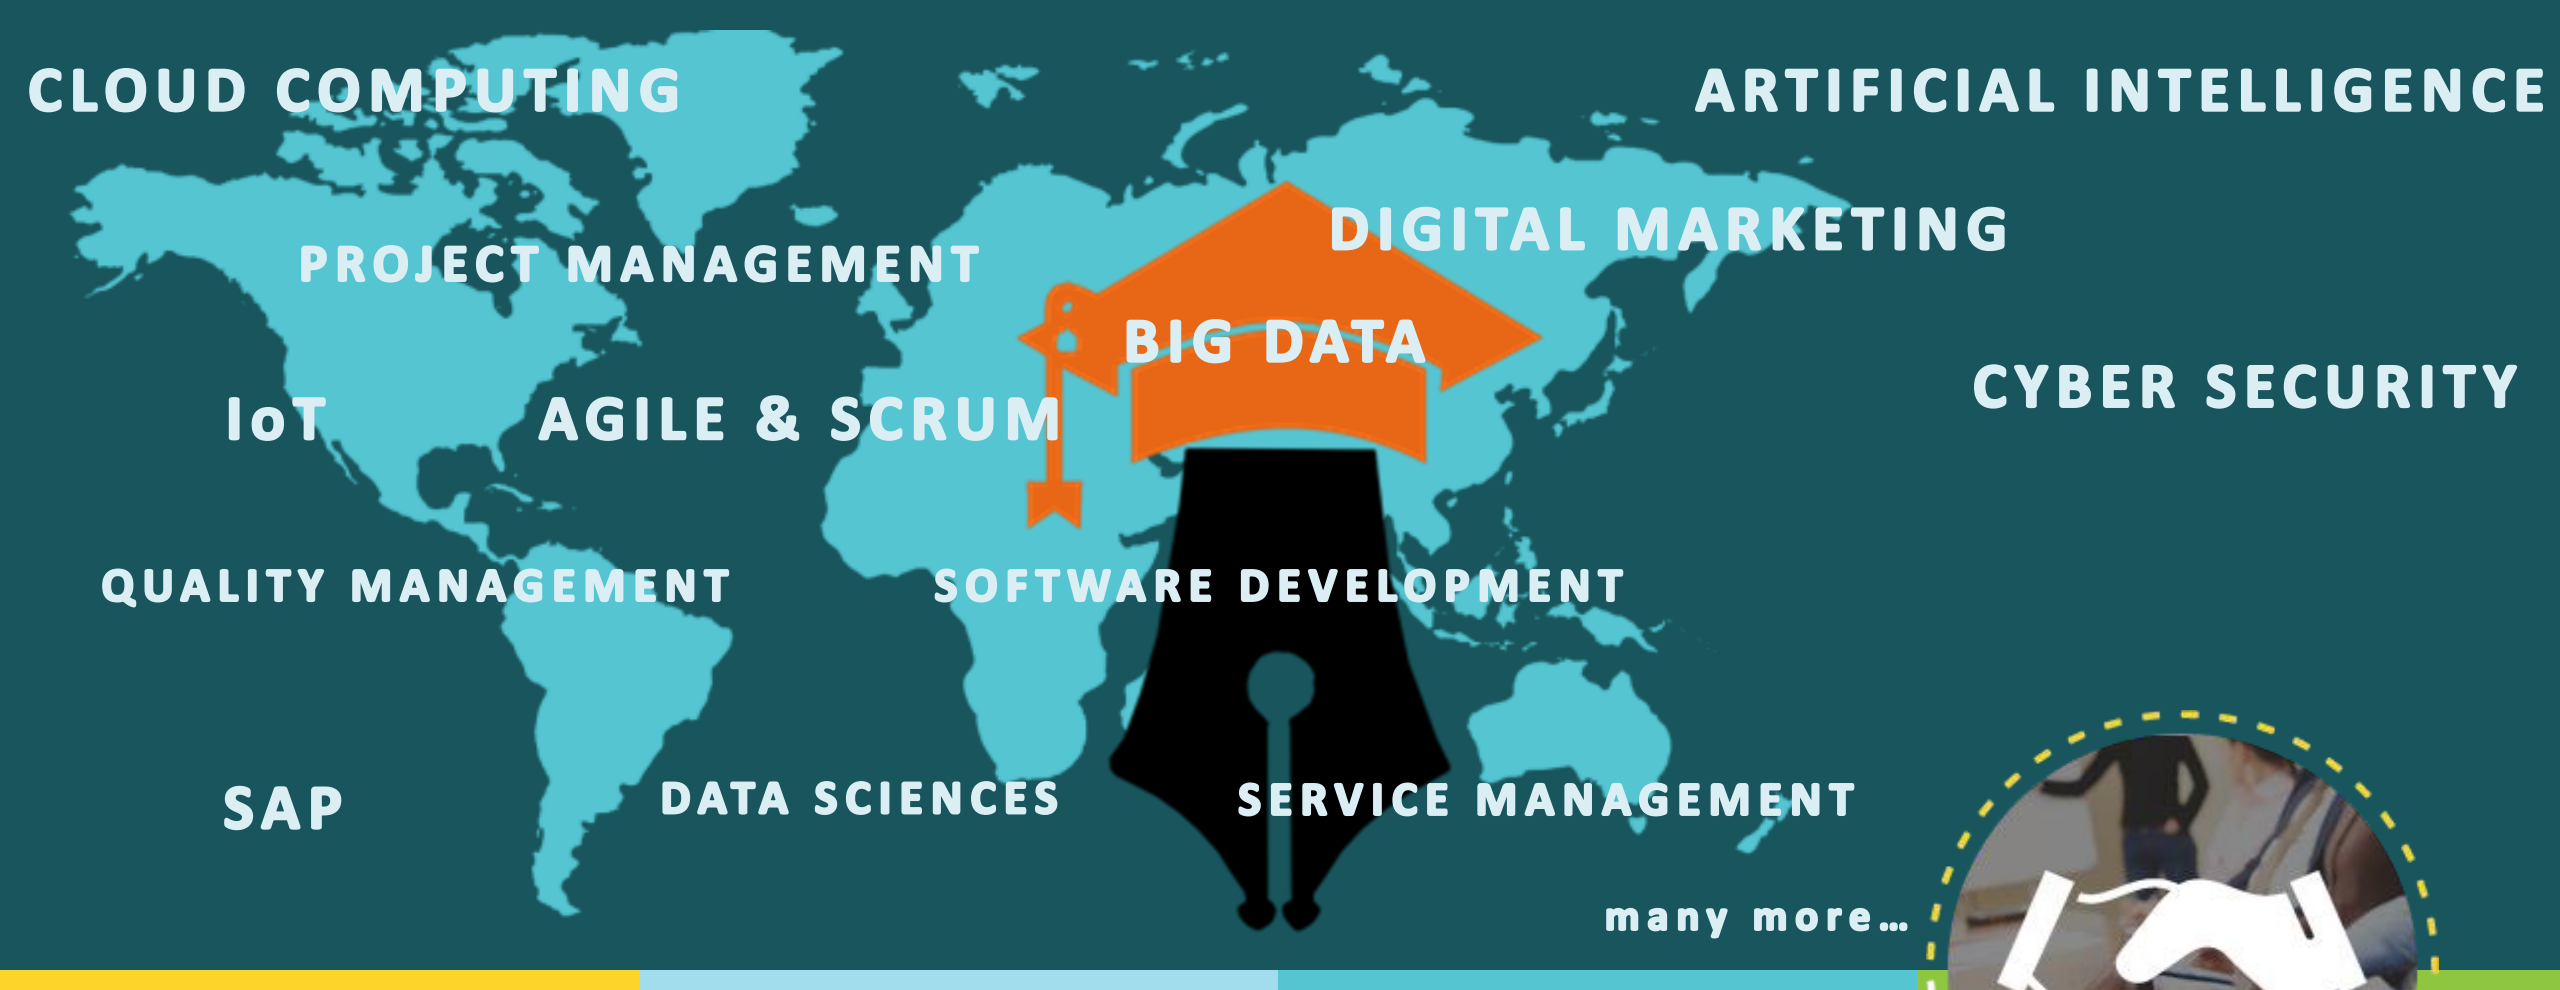 CLOUD COMPUTING
ARTIFICIAL INTELLIGENCE
DIGITAL MARKETING
PROJECT MANAGEMENT
BIG DATA
CYBER SECURITY
IoT
AGILE & SCRUM
QUALITY MANAGEMENT
SOFTWARE DEVELOPMENT
SAP
DATA SCIENCES
SERVICE MANAGEMENT
many more...